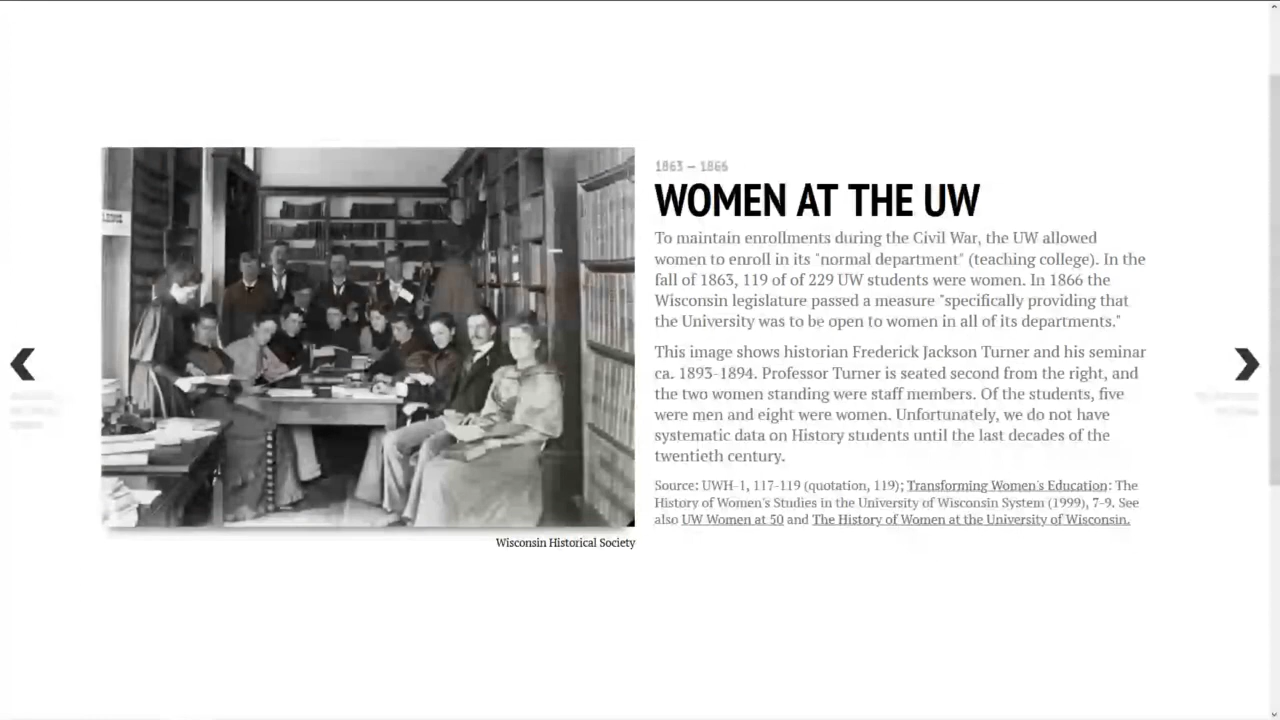 1863 – 1866
WOMEN AT THE UW
To maintain enrollments during the Civil War, the UW allowed
women to enroll in its "normal department" (teaching college). In the
fall of 1863, 119 of of 229 UW students were women. In 1866 the
Wisconsin legislature passed a measure "specifically providing that
the University was to be open to women in all of its departments."
This image shows historian Frederick Jackson Turner and his seminar
ca. 1893-1894. Professor Turner is seated second from the right, and
the two women standing were staff members. Of the students, five
were men and eight were women. Unfortunately, we do not have
systematic data on History students until the last decades of the
twentieth century.
Source: UWH-1, 117-119 (quotation, 119); Transforming Women's Education: The
History of Women's Studies in the University of Wisconsin System (1999), 7-9. See
also UW Women at 50 and The History of Women at the University of Wisconsin.
Wisconsin Historical Society